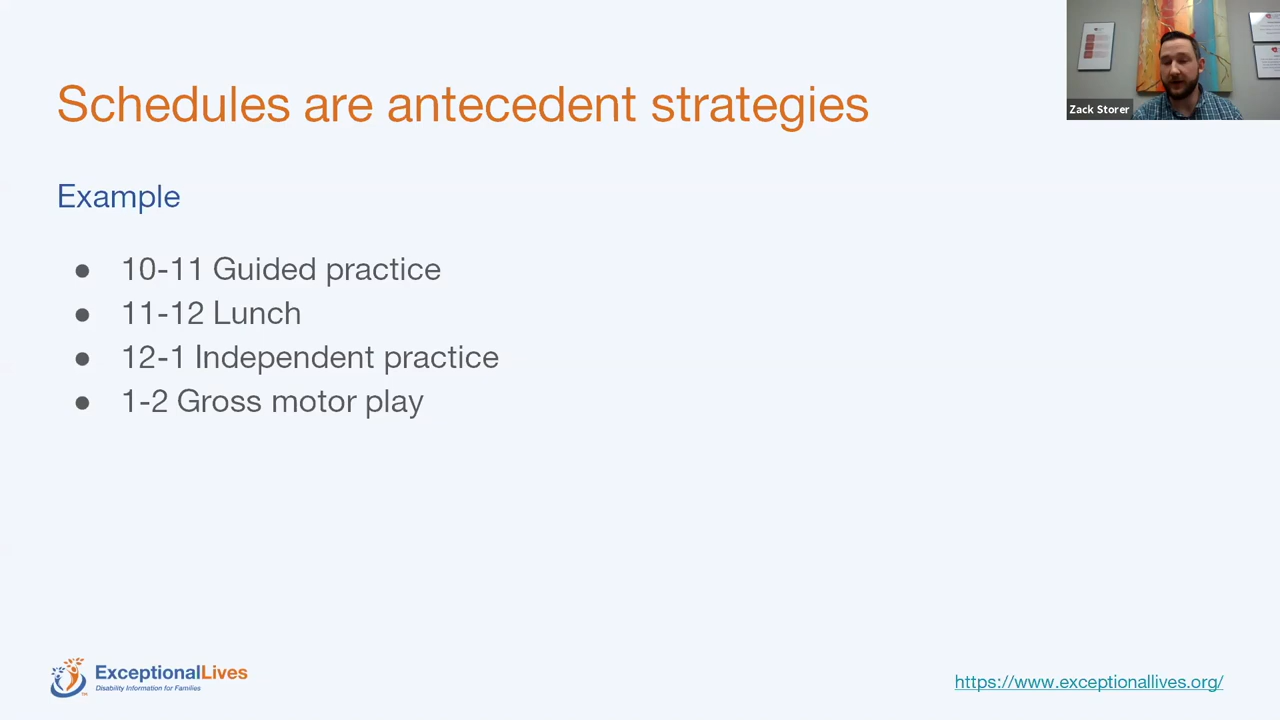 Schedules are antecedent strategies
Zack Storer
Example
● 10-11 Guided practice
● 11-12 Lunch
● 12-1 Independent practice
● 1-2 Gross motor play
ExceptionalLives
Disability Information for Families
TM
https://www.exceptionallives.org/